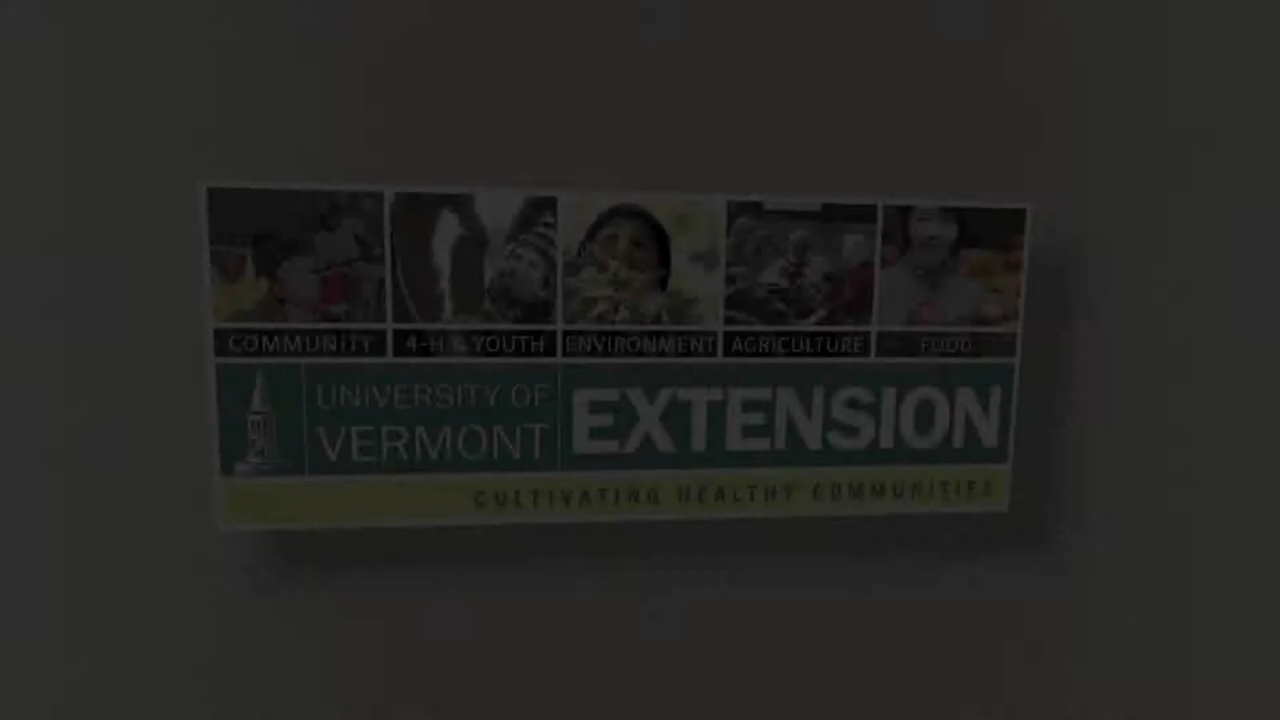 COMMUNITY
4-H & YOUTH
ENVIRONMENT
AGRICULTURE
FOOD
UNIVERSITY OF
VERMONT
EXTENSION
CULTIVATING HEALTHY COMMUNITIES